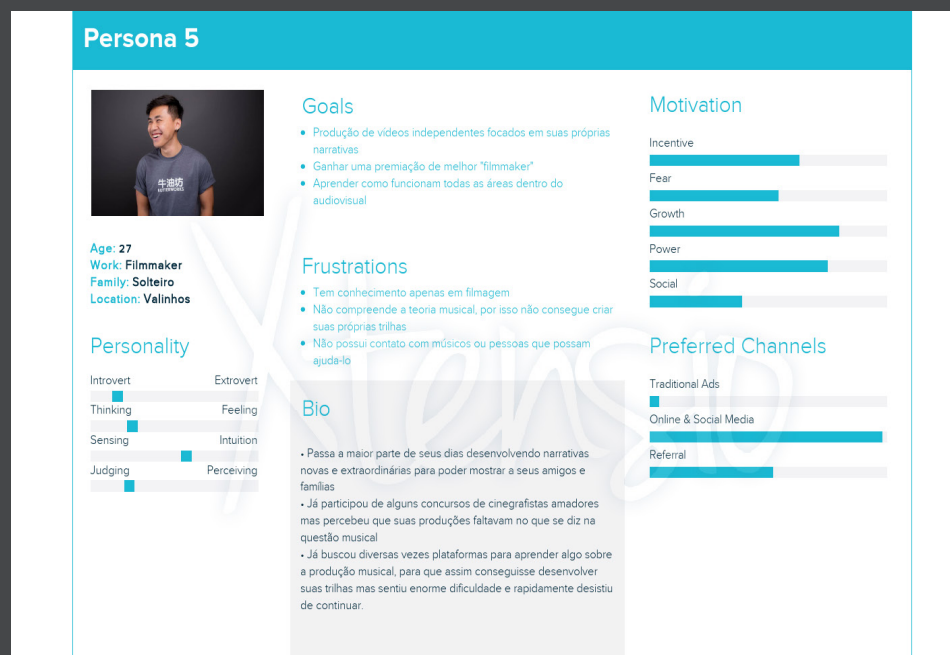 Persona 5
牛油坊
Age: 27
Work: Filmmaker
Family: Solteiro
Location: Valinhos
Personality
Introvert Extrovert
Thinking Feeling
Sensing Intuition
Judging Perceiving
Goals
• Produção de vídeos independentes focados em suas próprias
narrativas
• Ganhar uma premiação de melhor "filmmaker"
• Aprender como funcionam todas as áreas dentro do
audiovisual
Frustrations
• Tem conhecimento apenas em filmagem
• Não compreende a teoria musical, por isso não consegue criar
suas próprias trilhas
• Não possui contato com músicos ou pessoas que possam
ajuda-lo
Bio
• Passa a maior parte de seus dias desenvolvendo narrativas
novas e extraordinárias para poder mostrar a seus amigos e
famílias
• Já participou de alguns concursos de cinegrafistas amadores
mas percebeu que suas produções faltavam no que se diz na
questão musical
• Já buscou diversas vezes plataformas para aprender algo sobre
a produção musical, para que assim conseguisse desenvolver
suas trilhas mas sentiu enorme dificuldade e rapidamente desistiu
de continuar.
Motivation
Incentive
Fear
Growth
Power
Social
Preferred Channels
Traditional Ads
Online & Social Media
Referral
Xtensio